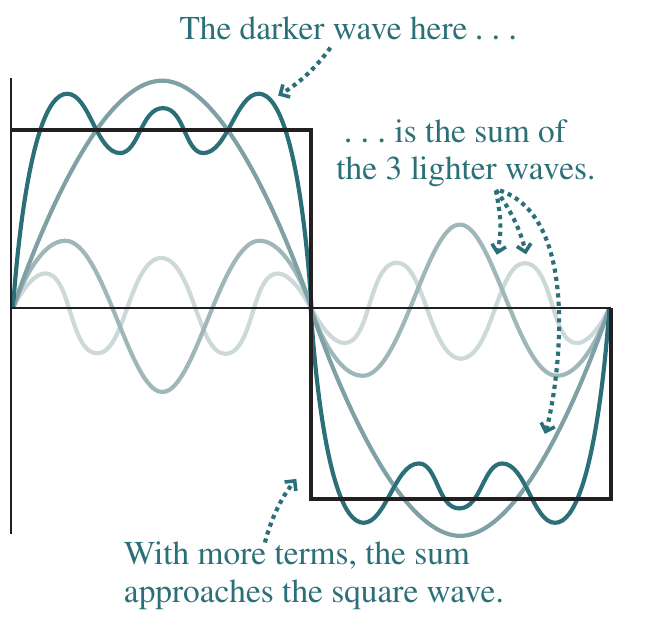 The darker wave here . . .
. . . is the sum of
the 3 lighter waves.
With more terms, the sum
approaches the square wave.